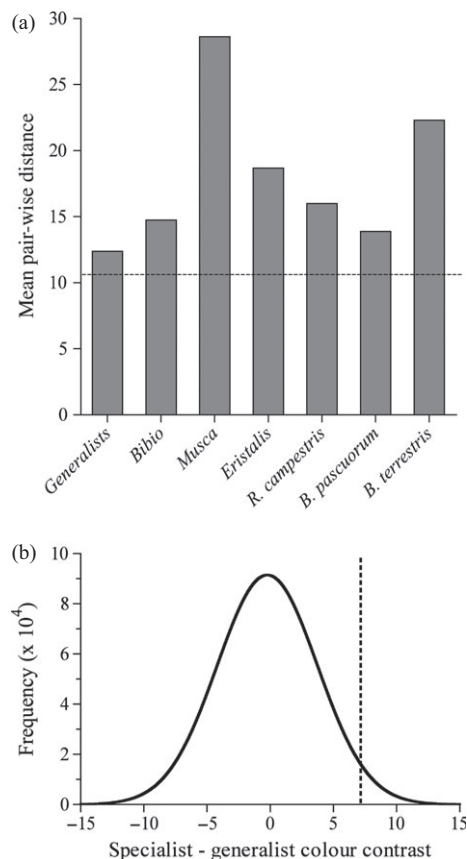 (a)
30
25
20
15
10
5
0
Mean pair-wise distance
Generalists
Bibio
Musca
Eristalis
R. campestris
B. pascuorum
B. terrestris
(b)
10
8
6
4
2
0
Frequency (x 10⁴)
−15 −10 −5 0 5 10 15
Specialist - generalist colour contrast